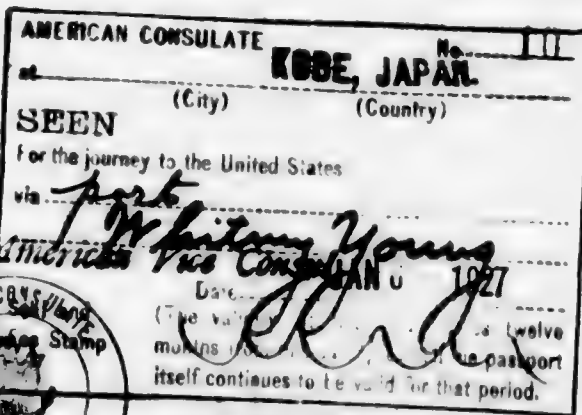 AMERICAN CONSULATE No. III
at KOBE, JAPAN.
(City) (Country)
SEEN
For the journey to the United States
via port
Whitney Young
American Vice Consul
Date JAN 1927
(The twelve
months passport
itself continues to be valid for that period.
Stamp